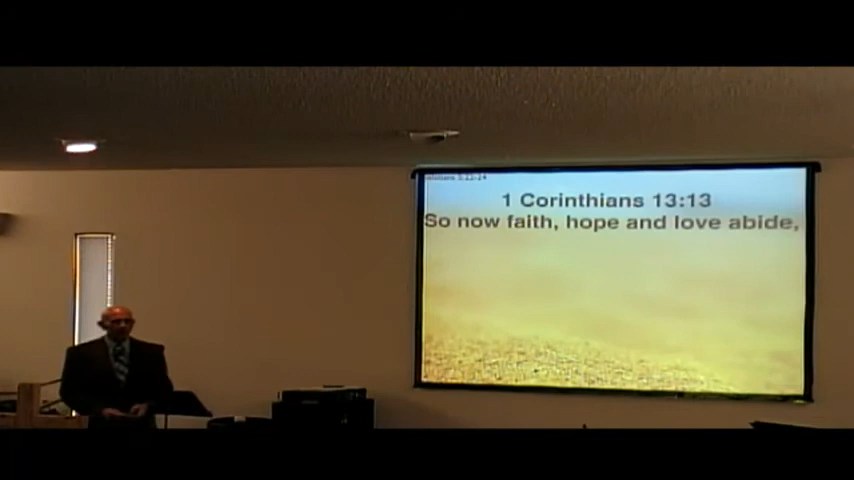 1 Corinthians 13:13
So now faith, hope and love abide,